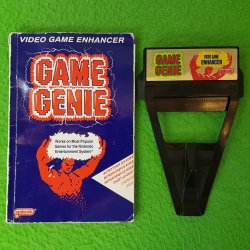 VIDEO GAME ENHANCER
GAME
GENIE
Works on Most Popular
Games for the Nintendo
Entertainment System
GAME
GENIE
VIDEO GAME
ENHANCER